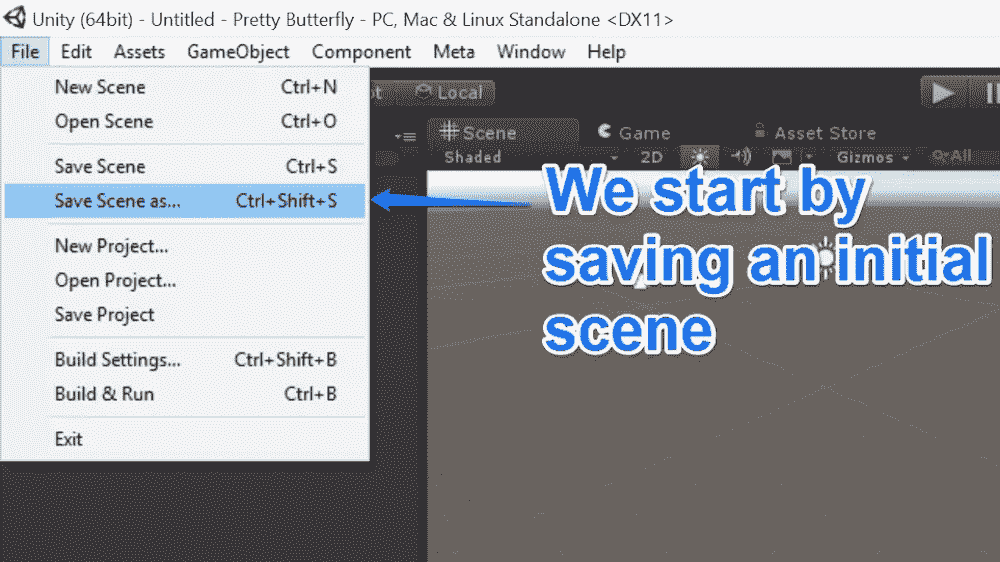 Unity (64bit) - Untitled - Pretty Butterfly - PC, Mac & Linux Standalone <DX11>
File Edit Assets GameObject Component Meta Window Help
New Scene Ctrl+N
Open Scene Ctrl+O
Save Scene Ctrl+S
Save Scene as... Ctrl+Shift+S
New Project...
Open Project...
Save Project
Build Settings... Ctrl+Shift+B
Build & Run Ctrl+B
Exit
Local
Scene Game Asset Store
Shaded 2D Gizmos All
We start by
saving an initial
scene